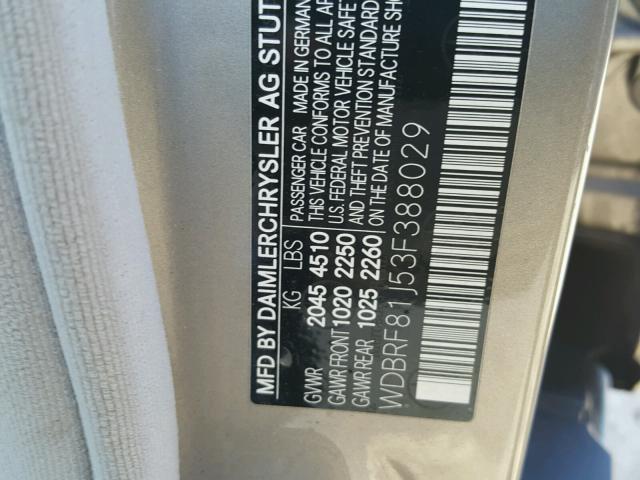 MFD BY DAIMLERCHRYSLER AG STUT
PASSENGER CAR MADE IN GERMAN
THIS VEHICLE CONFORMS TO ALL AP
U.S. FEDERAL MOTOR VEHICLE SAFE
AND THEFT PREVENTION STANDARD
ON THE DATE OF MANUFACTURE SHO
KG LBS
GVWR 2045 4510
GAWR FRONT 1020 2250
GAWR REAR 1025 2260
WDBRF81J53F388029